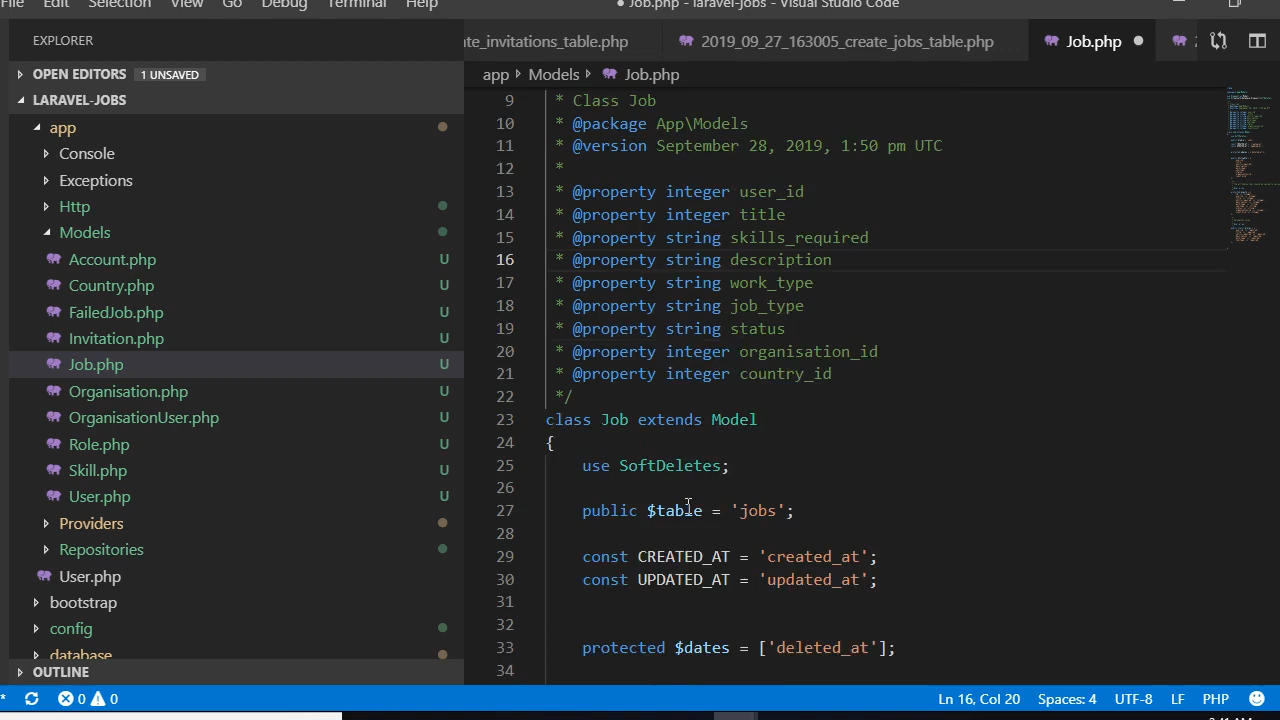 File Edit Selection View Go Debug Terminal Help
● Job.php - laravel-jobs - Visual Studio Code
EXPLORER
OPEN EDITORS 1 UNSAVED
LARAVEL-JOBS
app
Console
Exceptions
Http
Models
Account.php U
Country.php U
FailedJob.php U
Invitation.php U
Job.php U
Organisation.php U
OrganisationUser.php U
Role.php U
Skill.php U
User.php U
Providers
Repositories
User.php
bootstrap
config
database
OUTLINE
te_invitations_table.php
2019_09_27_163005_create_jobs_table.php
Job.php ●
app Models Job.php
9 * Class Job
10 * @package App\Models
11 * @version September 28, 2019, 1:50 pm UTC
12 *
13 * @property integer user_id
14 * @property integer title
15 * @property string skills_required
16 * @property string description
17 * @property string work_type
18 * @property string job_type
19 * @property string status
20 * @property integer organisation_id
21 * @property integer country_id
22 */
23 class Job extends Model
24 {
25 use SoftDeletes;
26
27 public $table = 'jobs';
28
29 const CREATED_AT = 'created_at';
30 const UPDATED_AT = 'updated_at';
31
32
33 protected $dates = ['deleted_at'];
34
* 0 0
Ln 16, Col 20 Spaces: 4 UTF-8 LF PHP